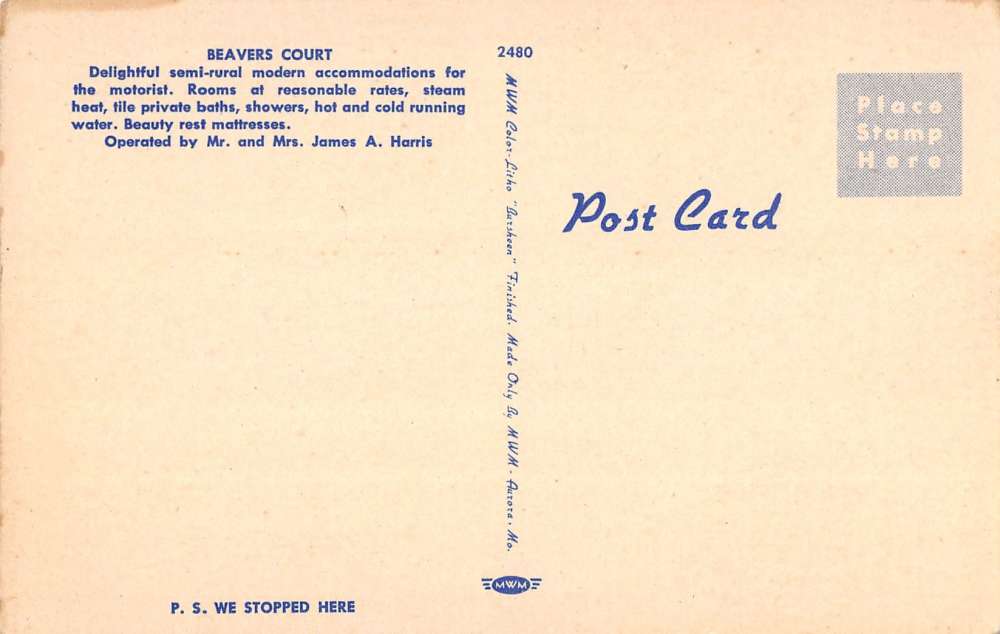 BEAVERS COURT
Delightful semi-rural modern accommodations for
the motorist. Rooms at reasonable rates, steam
heat, tile private baths, showers, hot and cold running
water. Beauty rest mattresses.
Operated by Mr. and Mrs. James A. Harris
P. S. WE STOPPED HERE
2480
MWM Color-Litho "Bursheen" Finished. Made Only By MWM - Aurora, Mo.
MWM
Post Card
Place
Stamp
Here